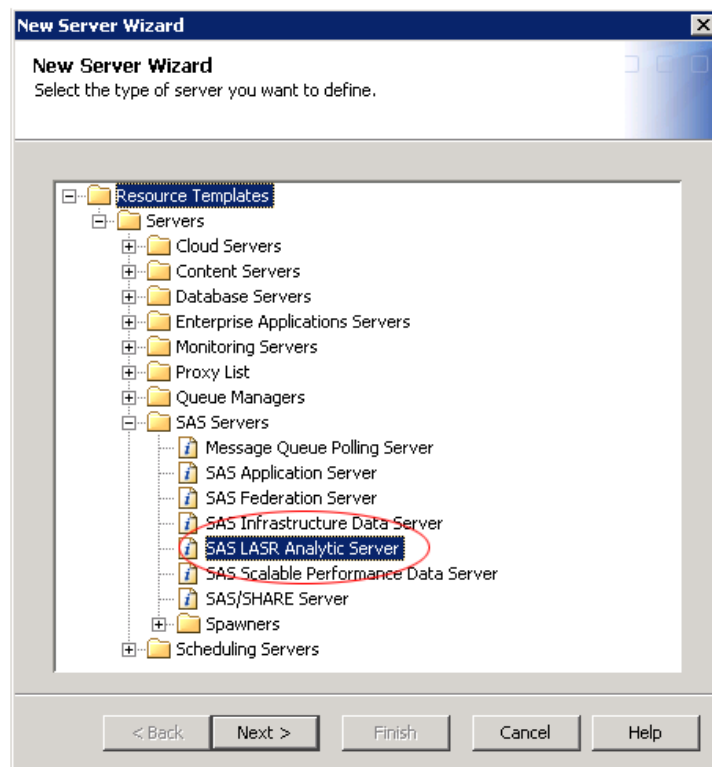 New Server Wizard
New Server Wizard
Select the type of server you want to define.
Resource Templates
Servers
Cloud Servers
Content Servers
Database Servers
Enterprise Applications Servers
Monitoring Servers
Proxy List
Queue Managers
SAS Servers
Message Queue Polling Server
SAS Application Server
SAS Federation Server
SAS Infrastructure Data Server
SAS LASR Analytic Server
SAS Scalable Performance Data Server
SAS/SHARE Server
Spawners
Scheduling Servers
< Back Next > Finish Cancel Help